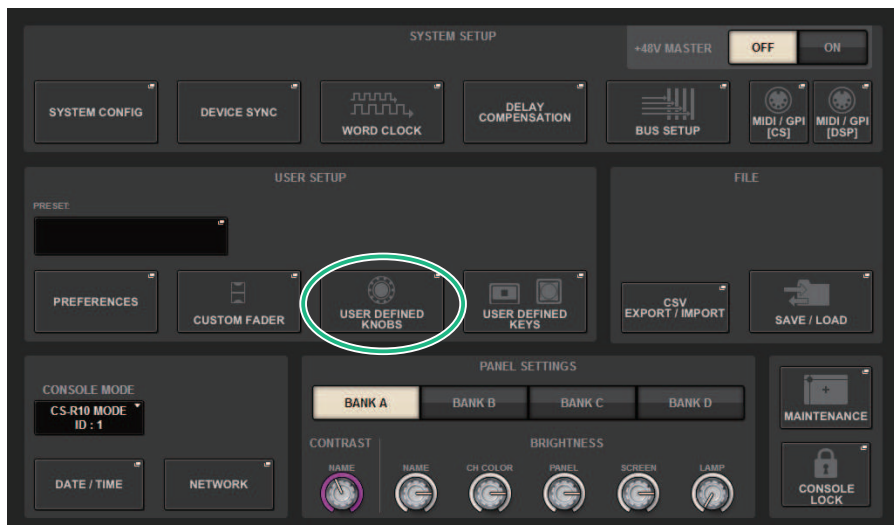 SYSTEM SETUP
+48V MASTER
OFF
ON
SYSTEM CONFIG
DEVICE SYNC
WORD CLOCK
DELAY
COMPENSATION
BUS SETUP
MIDI / GPI
[CS]
MIDI / GPI
[DSP]
USER SETUP
PRESET
PREFERENCES
CUSTOM FADER
USER DEFINED
KNOBS
USER DEFINED
KEYS
FILE
CSV
EXPORT / IMPORT
SAVE / LOAD
CONSOLE MODE
CS-R10 MODE
ID : 1
DATE / TIME
NETWORK
PANEL SETTINGS
BANK A
BANK B
BANK C
BANK D
CONTRAST
BRIGHTNESS
NAME
NAME
CH COLOR
PANEL
SCREEN
LAMP
MAINTENANCE
CONSOLE
LOCK